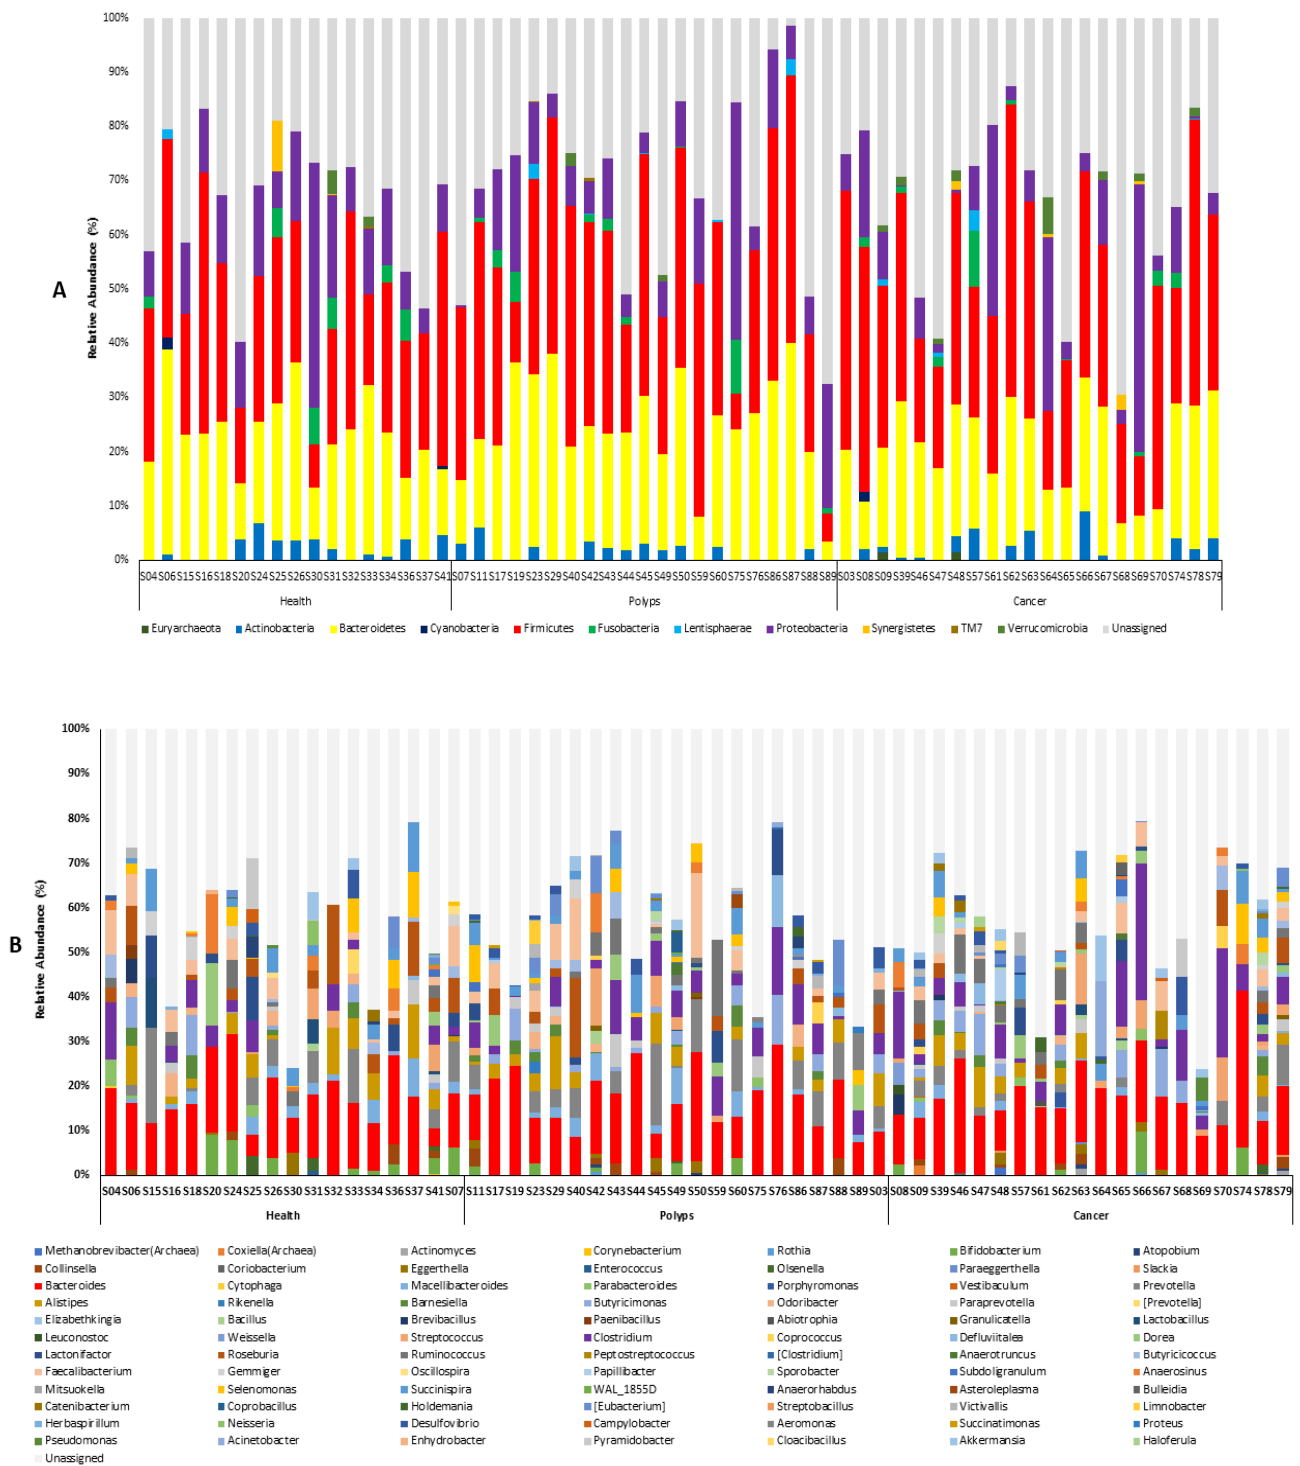 100%
90%
80%
70%
60%
50%
40%
30%
20%
10%
0%
Relative Abundance (%)
A
S04 S06 S15 S16 S18 S20 S24 S25 S26 S30 S31 S32 S33 S34 S36 S37 S41 S07 S11 S17 S19 S23 S29 S40 S42 S43 S44 S45 S49 S50 S59 S60 S75 S76 S86 S87 S88 S89 S03 S08 S09 S39 S46 S47 S48 S57 S61 S62 S63 S64 S65 S66 S67 S68 S69 S70 S74 S78 S79
Health Polyps Cancer
Euryarchaeota Actinobacteria Bacteroidetes Cyanobacteria Firmicutes Fusobacteria Lentisphaerae Proteobacteria Synergistetes TM7 Verrucomicrobia Unassigned
100%
90%
80%
70%
60%
50%
40%
30%
20%
10%
0%
Relative Abundance (%)
B
S04 S06 S15 S16 S18 S20 S24 S25 S26 S30 S31 S32 S33 S34 S36 S37 S41 S07 S11 S17 S19 S23 S29 S40 S42 S43 S44 S45 S49 S50 S59 S60 S75 S76 S86 S87 S88 S89 S03 S08 S09 S39 S46 S48 S57 S61 S62 S63 S64 S65 S66 S67 S68 S69 S70 S74 S78 S79
Health Polyps Cancer
Methanobrevibacter(Archaea) Coxiella(Archaea) Actinomyces Corynebacterium Rothia Bifidobacterium Atopobium
Collinsella Coriobacterium Eggerthella Enterococcus Olsenella Paraeggerthella Slackia
Bacteroides Cytophaga Macellibacteroides Parabacteroides Porphyromonas Vestibaculum Prevotella
Alistipes Rikenella Barnesiella Butyricimonas Odoribacter Paraprevotella [Prevotella]
Elizabethkingia Bacillus Brevibacillus Paenibacillus Abiotrophia Granulicatella Lactobacillus
Leuconostoc Weissella Streptococcus Clostridium Coprococcus Defluviitalea Dorea
Lactonifactor Roseburia Ruminococcus Peptostreptococcus [Clostridium] Anaerotruncus Butyricicoccus
Faecalibacterium Gemmiger Oscillospira Papillibacter Sporobacter Subdoligranulum Anaerosinus
Mitsuokella Selenomonas Succinispira WAL_1855D Anaerorhabdus Asteroleplasma Bulleidia
Catenibacterium Coprobacillus Holdemania [Eubacterium] Streptobacillus Victivallis Limnobacter
Herbaspirillum Neisseria Desulfovibrio Campylobacter Aeromonas Succinatimonas Proteus
Pseudomonas Acinetobacter Enhydrobacter Pyramidobacter Cloacibacillus Akkermansia Haloferula
Unassigned